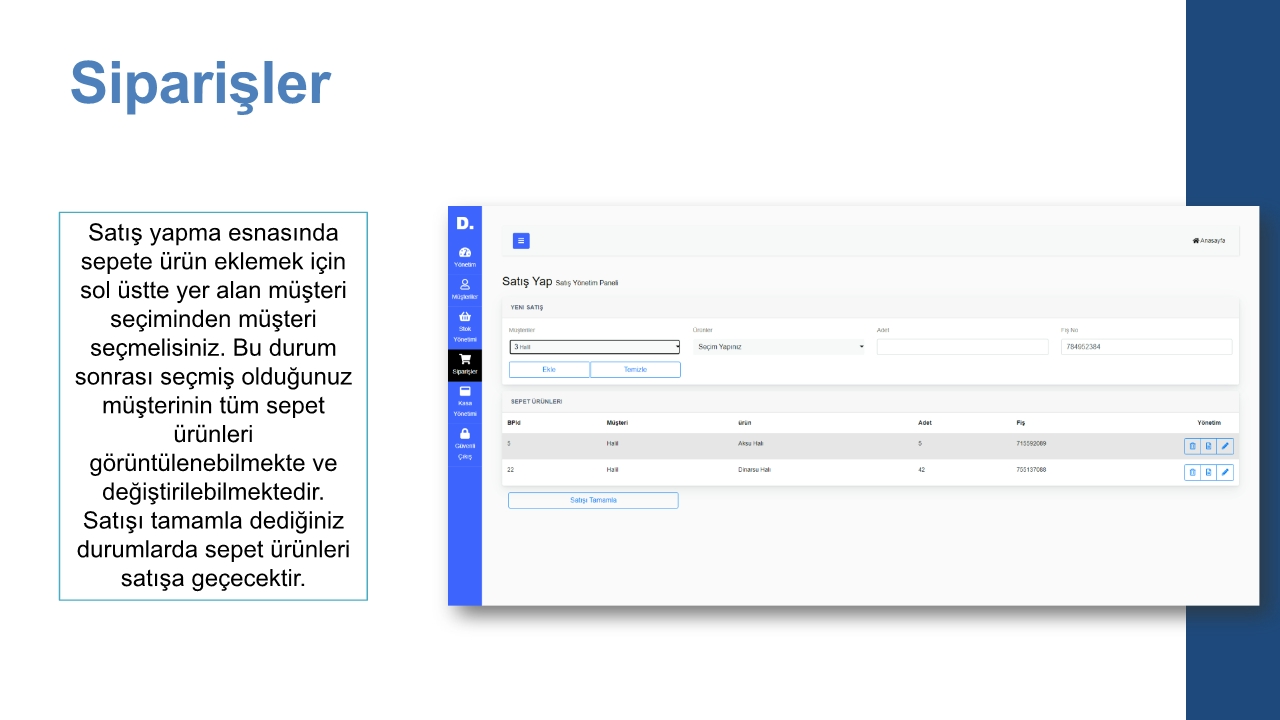 Siparişler
Satış yapma esnasında
sepete ürün eklemek için
sol üstte yer alan müşteri
seçiminden müşteri
seçmelisiniz. Bu durum
sonrası seçmiş olduğunuz
müşterinin tüm sepet
ürünleri
görüntülenebilmekte ve
değiştirilebilmektedir.
Satışı tamamla dediğiniz
durumlarda sepet ürünleri
satışa geçecektir.
D.
Yönetim
Müşteriler
Stok
Yönetimi
Siparişler
Kasa
Yönetimi
Güvenli
Çıkış
Anasayfa
Satış Yap Satış Yönetim Paneli
YENİ SATIŞ
Müşteriler Ürünler Adet Fiş No
3 Halil Seçim Yapınız 784952384
Ekle Temizle
SEPET ÜRÜNLERİ
BPId Müşteri ürün Adet Fiş Yönetim
5 Halil Aksu Halı 5 715592089
22 Halil Dinarsu Halı 42 755137088
Satışı Tamamla